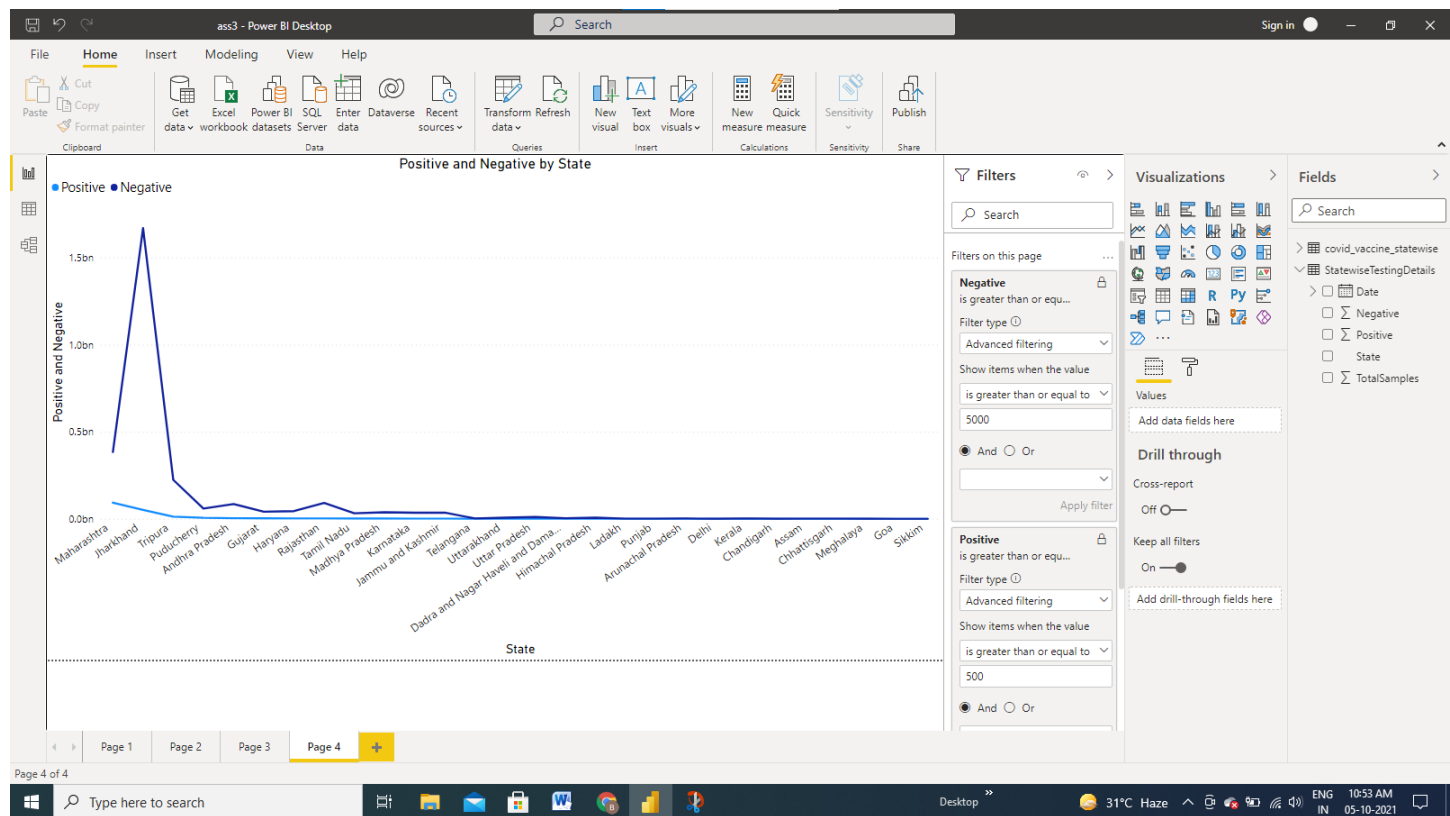 ass3 - Power BI Desktop
Search
Sign in
File Home Insert Modeling View Help
Paste
Cut
Copy
Format painter
Clipboard
Get data
Excel workbook
Power BI datasets
SQL Server
Enter data
Dataverse
Recent sources
Data
Transform data
Refresh
Queries
New visual
Text box
More visuals
Insert
New measure
Quick measure
Calculations
Sensitivity
Sensitivity
Publish
Share
Positive and Negative by State
Positive Negative
Positive and Negative
1.5bn
1.0bn
0.5bn
0.0bn
Maharashtra
Jharkhand
Tripura
Puducherry
Andhra Pradesh
Gujarat
Haryana
Rajasthan
Tamil Nadu
Madhya Pradesh
Karnataka
Jammu and Kashmir
Telangana
Uttarakhand
Uttar Pradesh
Dadra and Nagar Haveli and Dama...
Himachal Pradesh
Ladakh
Punjab
Arunachal Pradesh
Delhi
Kerala
Chandigarh
Assam
Chhattisgarh
Meghalaya
Goa
Sikkim
State
Filters
Search
Filters on this page
...
Negative
is greater than or equ...
Filter type
Advanced filtering
Show items when the value
is greater than or equal to
5000
And Or
Apply filter
Positive
is greater than or equ...
Filter type
Advanced filtering
Show items when the value
is greater than or equal to
500
And Or
Visualizations
123
R Py
...
Values
Add data fields here
Drill through
Cross-report
Off
Keep all filters
On
Add drill-through fields here
Fields
Search
covid_vaccine_statewise
StatewiseTestingDetails
Date
∑ Negative
∑ Positive
State
∑ TotalSamples
Page 1 Page 2 Page 3 Page 4 +
Page 4 of 4
Type here to search
Desktop »
31°C Haze
ENG
IN
10:53 AM
05-10-2021